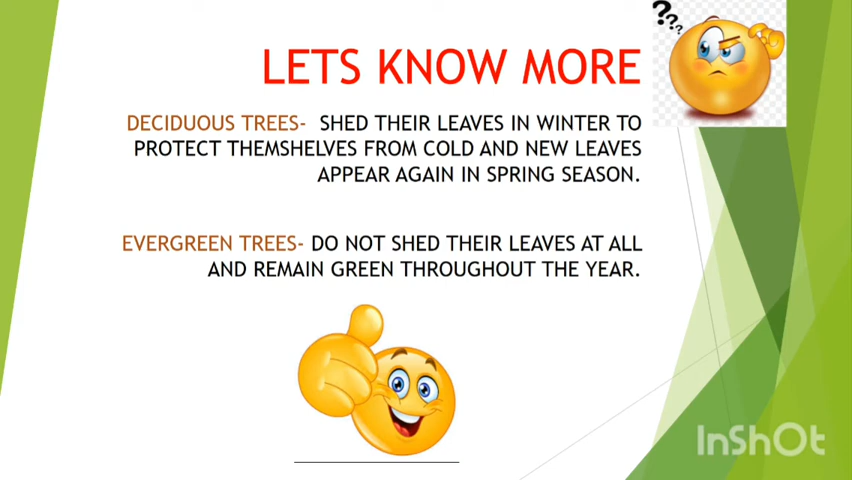 ???
LETS KNOW MORE
DECIDUOUS TREES- SHED THEIR LEAVES IN WINTER TO
PROTECT THEMSHELVES FROM COLD AND NEW LEAVES
APPEAR AGAIN IN SPRING SEASON.
EVERGREEN TREES- DO NOT SHED THEIR LEAVES AT ALL
AND REMAIN GREEN THROUGHOUT THE YEAR.
InShOt